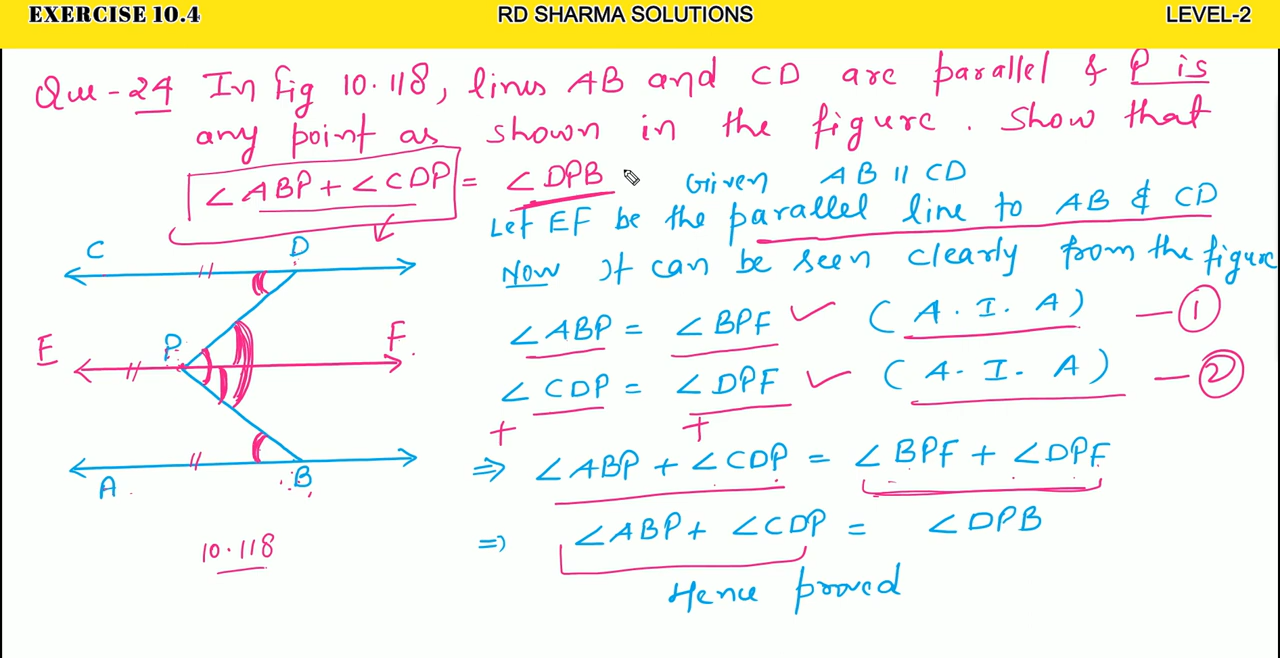 EXERCISE 10.4 RD SHARMA SOLUTIONS LEVEL-2
Que-24 In Fig 10.118, lines AB and CD are parallel & P is
any point as shown in the figure. Show that
∠ABP + ∠CDP = ∠DPB
Given AB || CD
Let EF be the parallel line to AB & CD
Now It can be seen clearly from the figure
∠ABP = ∠BPF ✓ (A.I.A) —①
∠CDP = ∠DPF ✓ (A.I.A) —②
+ +
⇒ ∠ABP + ∠CDP = ∠BPF + ∠DPF
⇒ ∠ABP + ∠CDP = ∠DPB
Hence proved
C D
E P F
A B
10.118